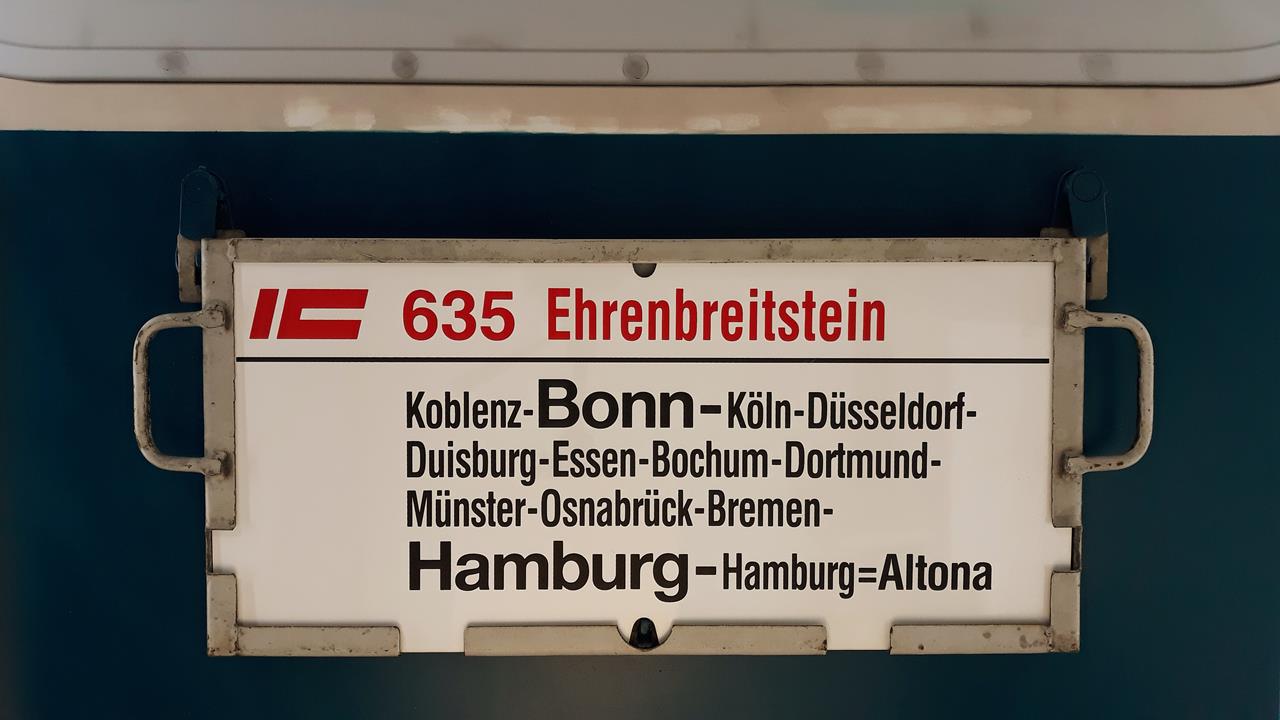 IC 635 Ehrenbreitstein
Koblenz-Bonn-Köln-Düsseldorf-
Duisburg-Essen-Bochum-Dortmund-
Münster-Osnabrück-Bremen-
Hamburg-Hamburg=Altona